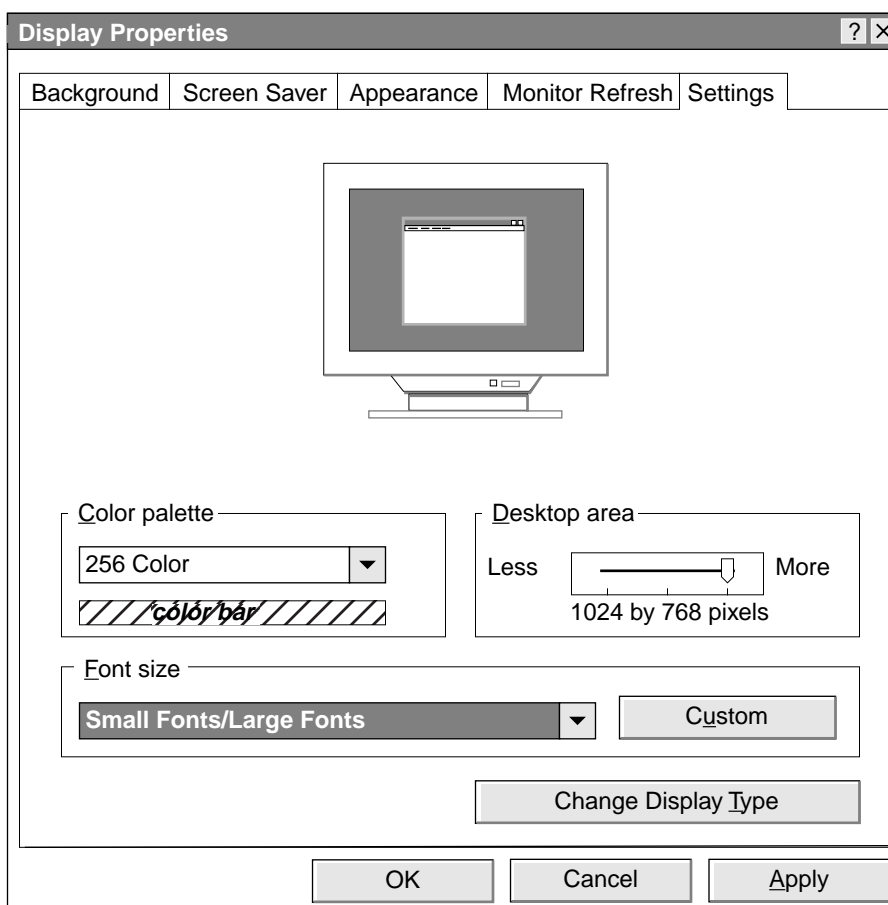 Display Properties ? X
Background Screen Saver Appearance Monitor Refresh Settings
Color palette
256 Color
color bar
Desktop area
Less More
1024 by 768 pixels
Font size
Small Fonts/Large Fonts
Custom
Change Display Type
OK Cancel Apply